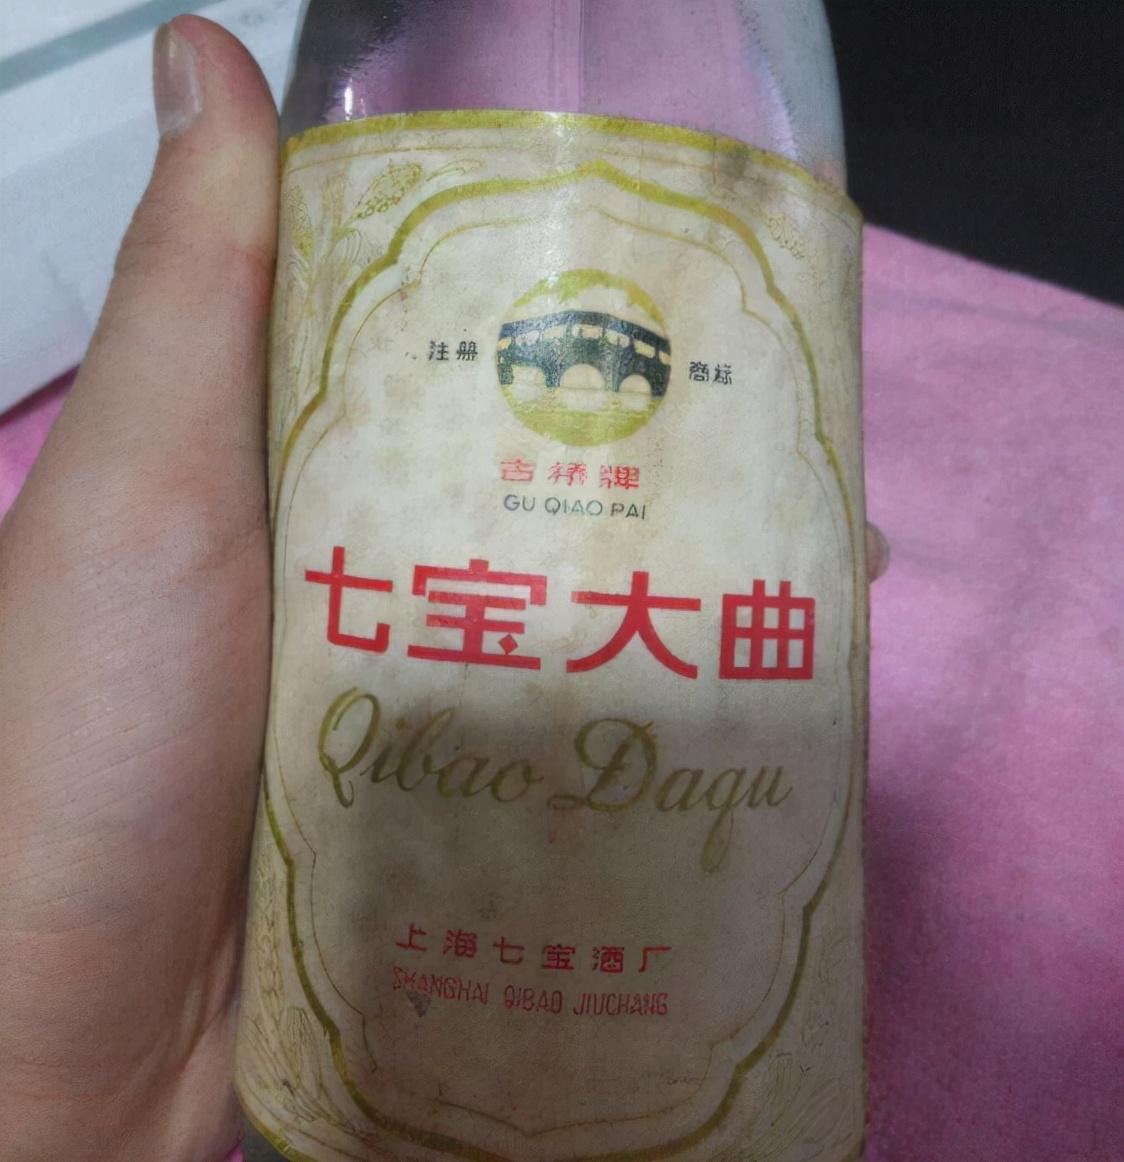 注册 商标
古桥牌
GU QIAO PAI
七宝大曲
Qibao Daqu
上海七宝酒厂
SHANGHAI QIBAO JIUCHANG